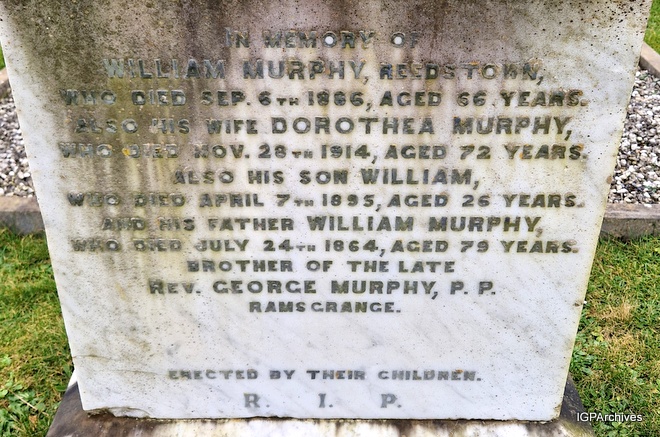 IN MEMORY OF
WILLIAM MURPHY, REEDSTOWN,
WHO DIED SEP. 6TH 1886, AGED 66 YEARS.
ALSO HIS WIFE DOROTHEA MURPHY,
WHO DIED NOV. 28TH 1914, AGED 72 YEARS.
ALSO HIS SON WILLIAM,
WHO DIED APRIL 7TH 1895, AGED 26 YEARS.
AND HIS FATHER WILLIAM MURPHY,
WHO DIED JULY 24TH 1864, AGED 79 YEARS.
BROTHER OF THE LATE
REV. GEORGE MURPHY, P. P.
RAMSGRANGE.
ERECTED BY THEIR CHILDREN.
R. I. P.
IGPArchives